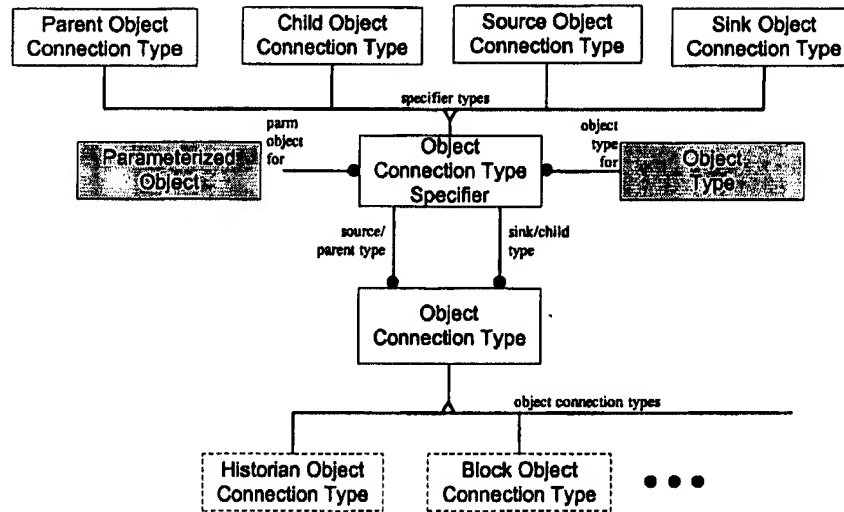 Parent Object
Connection Type
Child Object
Connection Type
Source Object
Connection Type
Sink Object
Connection Type
specifier types
parm
object
for
Parameterized
Object
Object
Connection Type
Specifier
object
type
for
Object
Type
source/
parent type
sink/child
type
Object
Connection Type
object connection types
Historian Object
Connection Type
Block Object
Connection Type